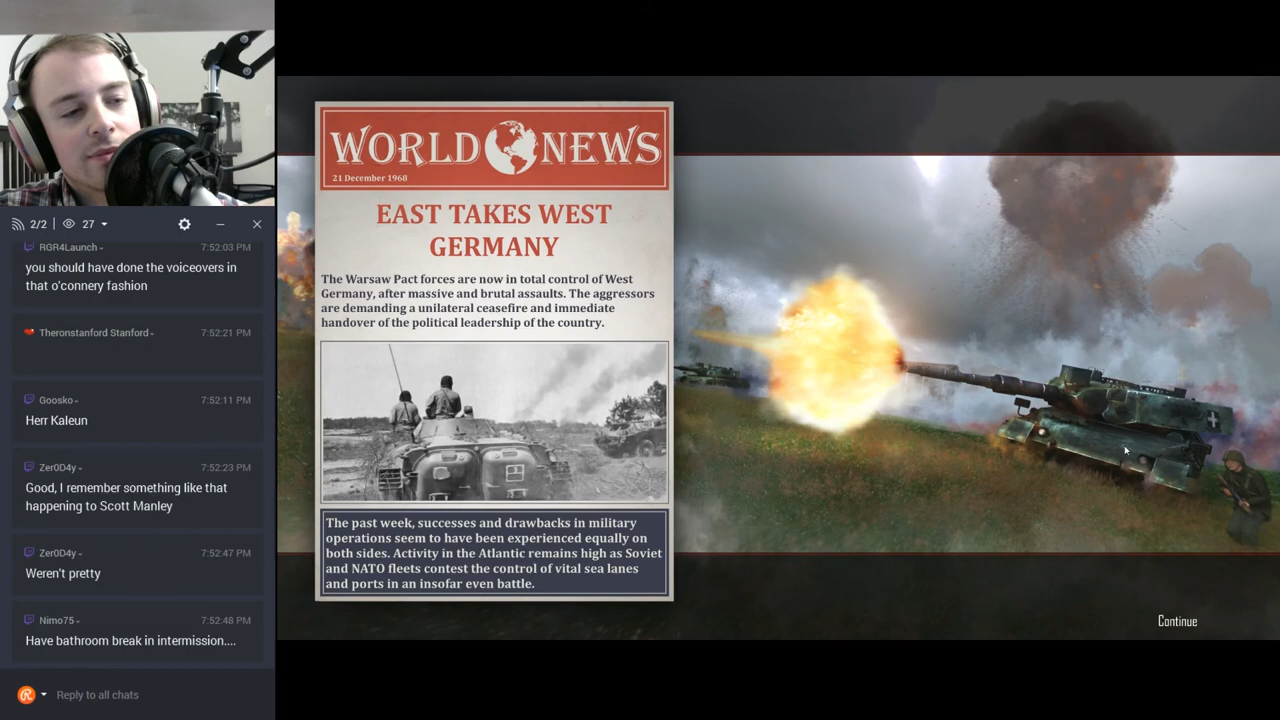 2/2 27
RGR4Launch
7:52:03 PM
you should have done the voiceovers in
that o'connery fashion
Theronstanford Stanford
7:52:21 PM
Goosko
7:52:11 PM
Herr Kaleun
Zer0D4y
7:52:23 PM
Good, I remember something like that
happening to Scott Manley
Zer0D4y
7:52:47 PM
Weren't pretty
Nimo75
7:52:48 PM
Have bathroom break in intermission....
Reply to all chats
WORLD NEWS
21 December 1968
EAST TAKES WEST
GERMANY
The Warsaw Pact forces are now in total control of West
Germany, after massive and brutal assaults. The aggressors
are demanding a unilateral ceasefire and immediate
handover of the political leadership of the country.
The past week, successes and drawbacks in military
operations seem to have been experienced equally on
both sides. Activity in the Atlantic remains high as Soviet
and NATO fleets contest the control of vital sea lanes
and ports in an insofar even battle.
Continue